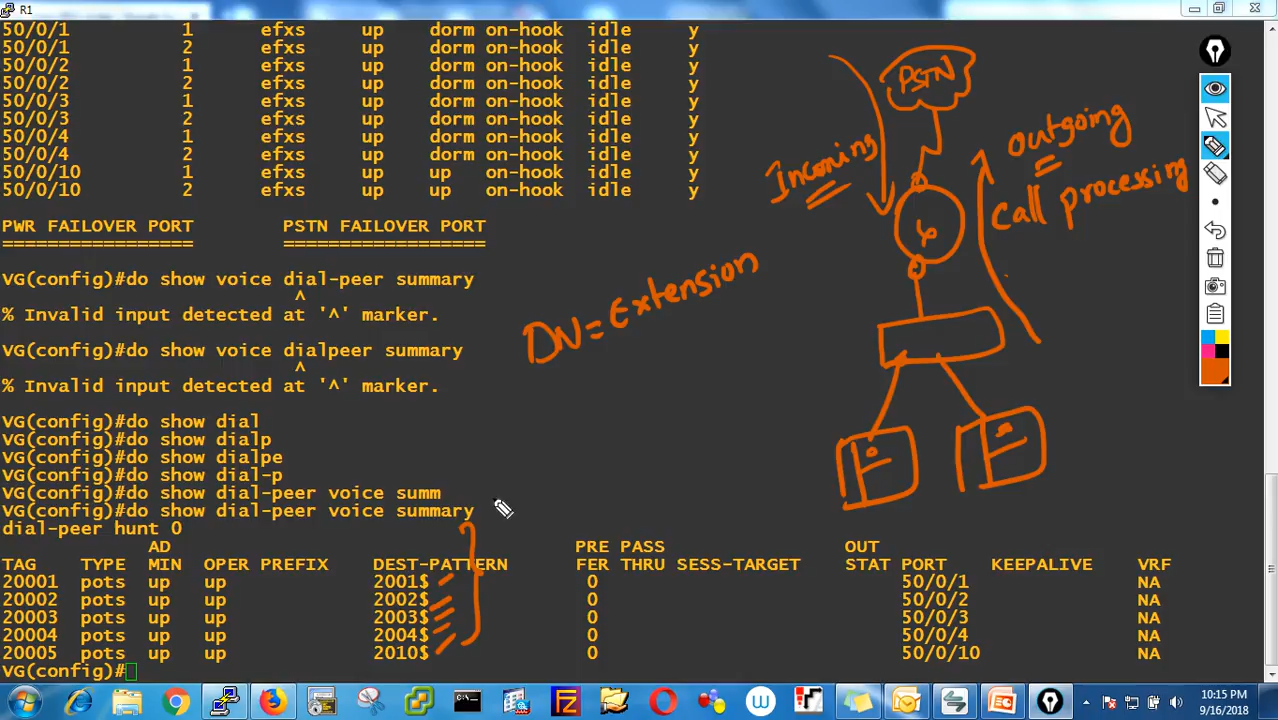 R1
50/0/1 1 efxs up dorm on-hook idle y
50/0/1 2 efxs up dorm on-hook idle y
50/0/2 1 efxs up dorm on-hook idle y
50/0/2 2 efxs up dorm on-hook idle y
50/0/3 1 efxs up dorm on-hook idle y
50/0/3 2 efxs up dorm on-hook idle y
50/0/4 1 efxs up dorm on-hook idle y
50/0/4 2 efxs up dorm on-hook idle y
50/0/10 1 efxs up up on-hook idle y
50/0/10 2 efxs up up on-hook idle y
PWR FAILOVER PORT PSTN FAILOVER PORT
================= ==================
VG(config)#do show voice dial-peer summary
^
% Invalid input detected at '^' marker.
VG(config)#do show voice dialpeer summary
^
% Invalid input detected at '^' marker.
VG(config)#do show dial
VG(config)#do show dialp
VG(config)#do show dialpe
VG(config)#do show dial-p
VG(config)#do show dial-peer voice summ
VG(config)#do show dial-peer voice summary
dial-peer hunt 0
AD PRE PASS OUT
TAG TYPE MIN OPER PREFIX DEST-PATTERN FER THRU SESS-TARGET STAT PORT KEEPALIVE VRF
20001 pots up up 2001$ 0 50/0/1 NA
20002 pots up up 2002$ 0 50/0/2 NA
20003 pots up up 2003$ 0 50/0/3 NA
20004 pots up up 2004$ 0 50/0/4 NA
20005 pots up up 2010$ 0 50/0/10 NA
VG(config)#
PSTN
Incoming
Outgoing
Call processing
DN = Extension
10:15 PM
9/16/2018